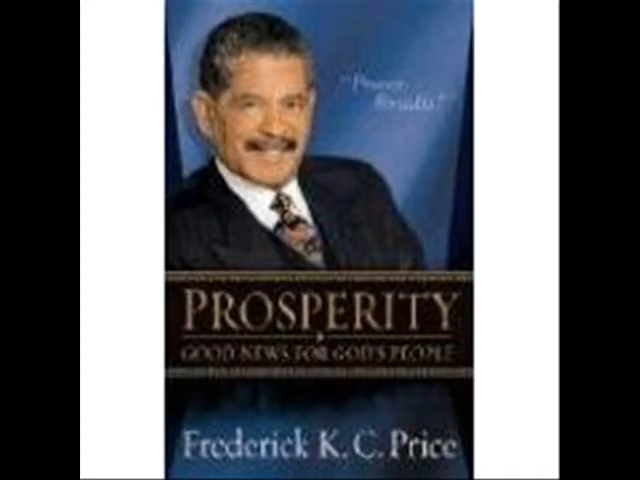 "Proven
Results!"
PROSPERITY
GOOD NEWS FOR GOD'S PEOPLE
Frederick K. C. Price